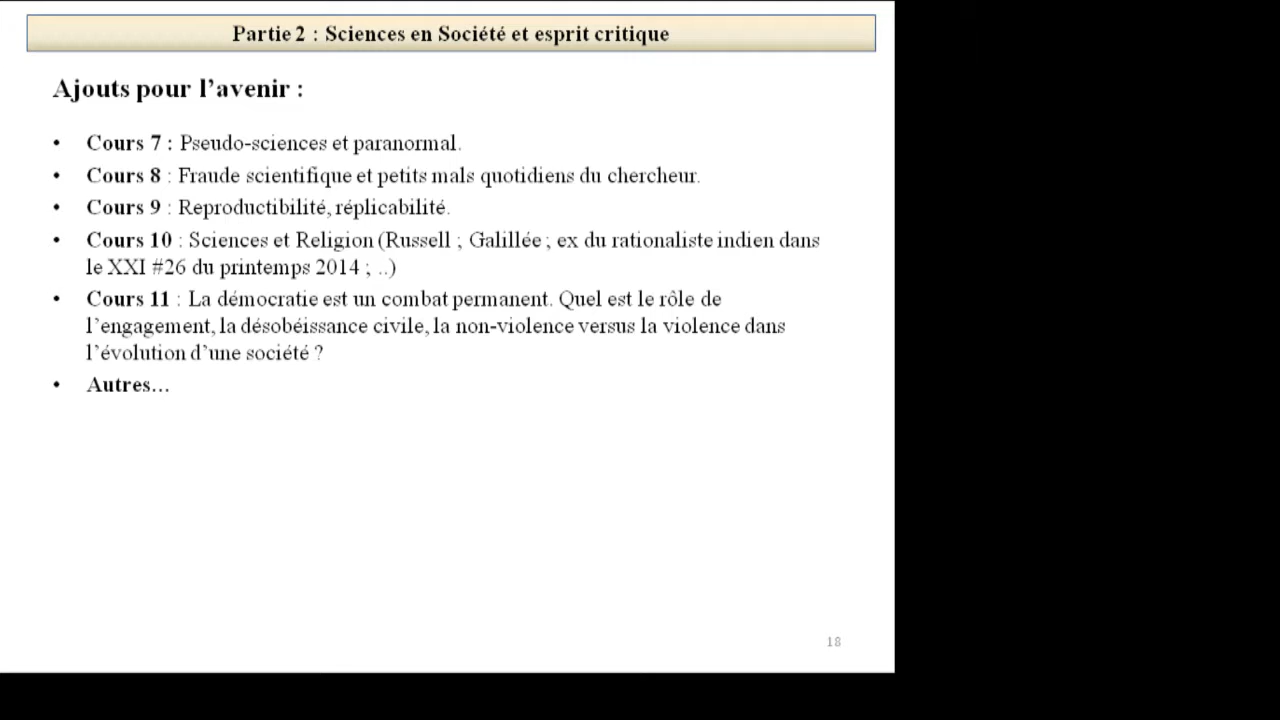 Partie 2 : Sciences en Société et esprit critique
Ajouts pour l’avenir :
• Cours 7 : Pseudo-sciences et paranormal.
• Cours 8 : Fraude scientifique et petits mals quotidiens du chercheur.
• Cours 9 : Reproductibilité, réplicabilité.
• Cours 10 : Sciences et Religion (Russell ; Galillée ; ex du rationaliste indien dans
le XXI #26 du printemps 2014 ; ..)
• Cours 11 : La démocratie est un combat permanent. Quel est le rôle de
l’engagement, la désobéissance civile, la non-violence versus la violence dans
l’évolution d’une société ?
• Autres…
18